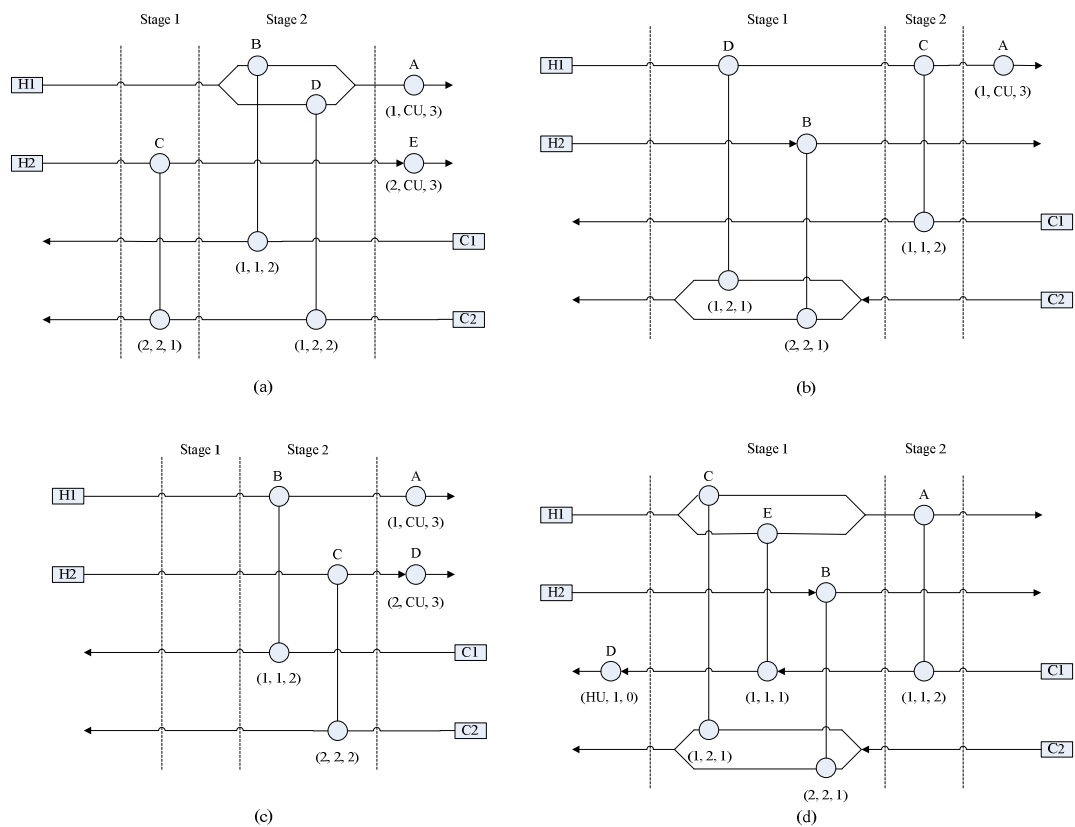 Stage 1 Stage 2
B
A
H1
D
(1, CU, 3)
C
E
H2
(2, CU, 3)
C1
(1, 1, 2)
C2
(2, 2, 1) (1, 2, 2)
(a)
Stage 1 Stage 2
D C A
H1
(1, CU, 3)
B
H2
C1
(1, 1, 2)
C2
(1, 2, 1)
(2, 2, 1)
(b)
Stage 1 Stage 2
B A
H1
(1, CU, 3)
C D
H2
(2, CU, 3)
C1
(1, 1, 2)
C2
(2, 2, 2)
(c)
Stage 1 Stage 2
C
A
H1
E
B
H2
D
C1
(HU, 1, 0) (1, 1, 1) (1, 1, 2)
C2
(1, 2, 1)
(2, 2, 1)
(d)